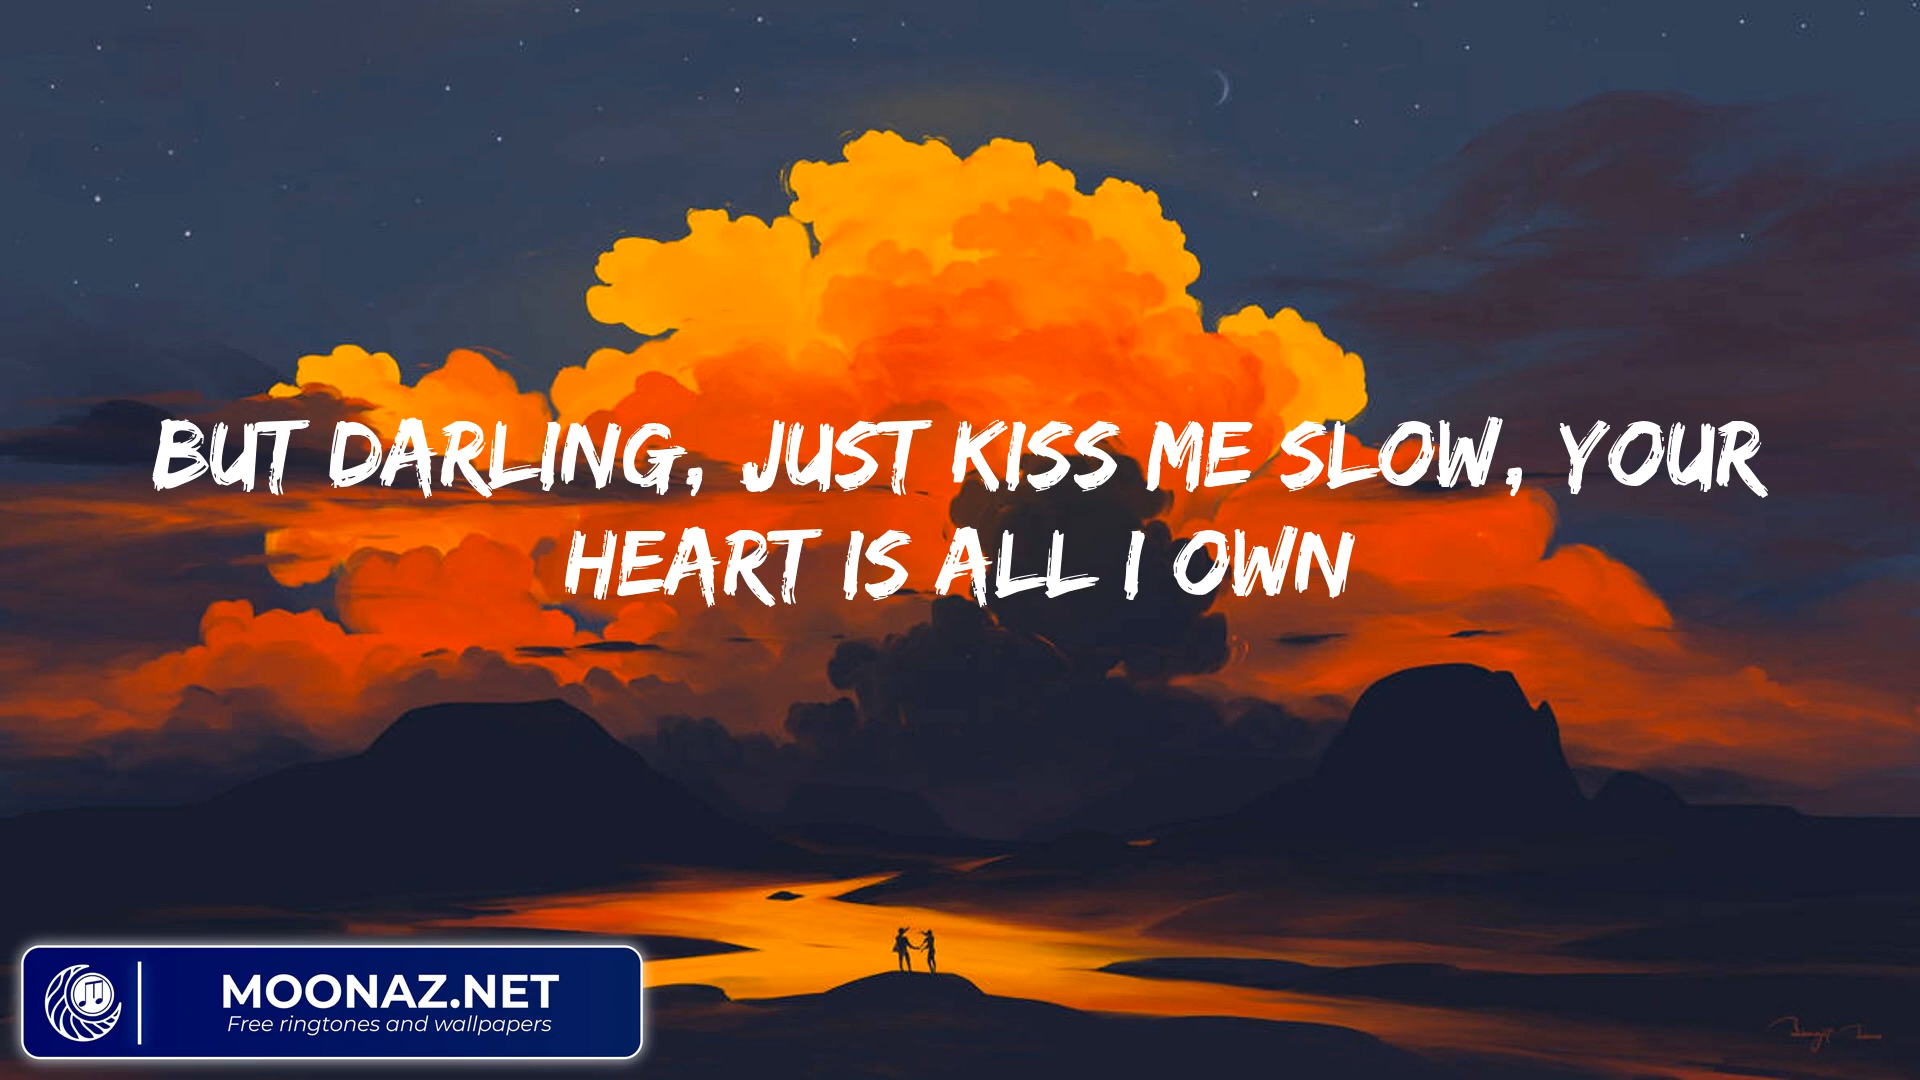 BUT DARLING, JUST KISS ME SLOW, YOUR
HEART IS ALL I OWN
MOONAZ.NET
Free ringtones and wallpapers